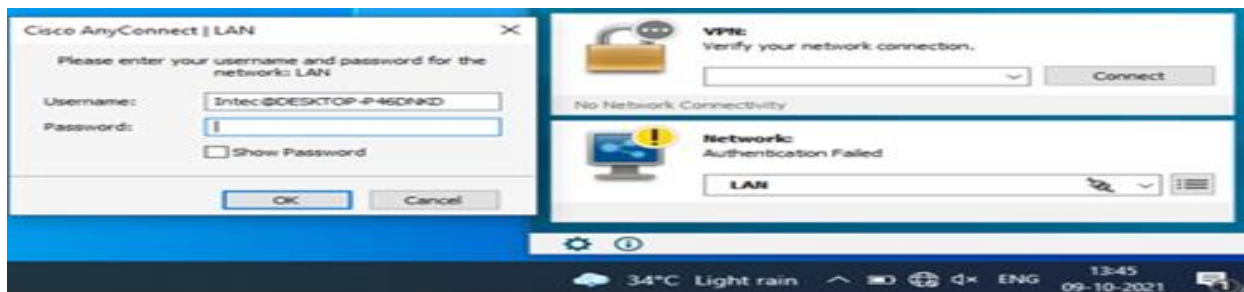 Cisco AnyConnect | LAN
Please enter your username and password for the
network: LAN
Username: Intec@DESKTOP-P46DNKD
Password:
Show Password
OK Cancel
VPN:
Verify your network connection.
Connect
No Network Connectivity
Network:
Authentication Failed
LAN
34°C Light rain ENG 13:45
09-10-2021
1